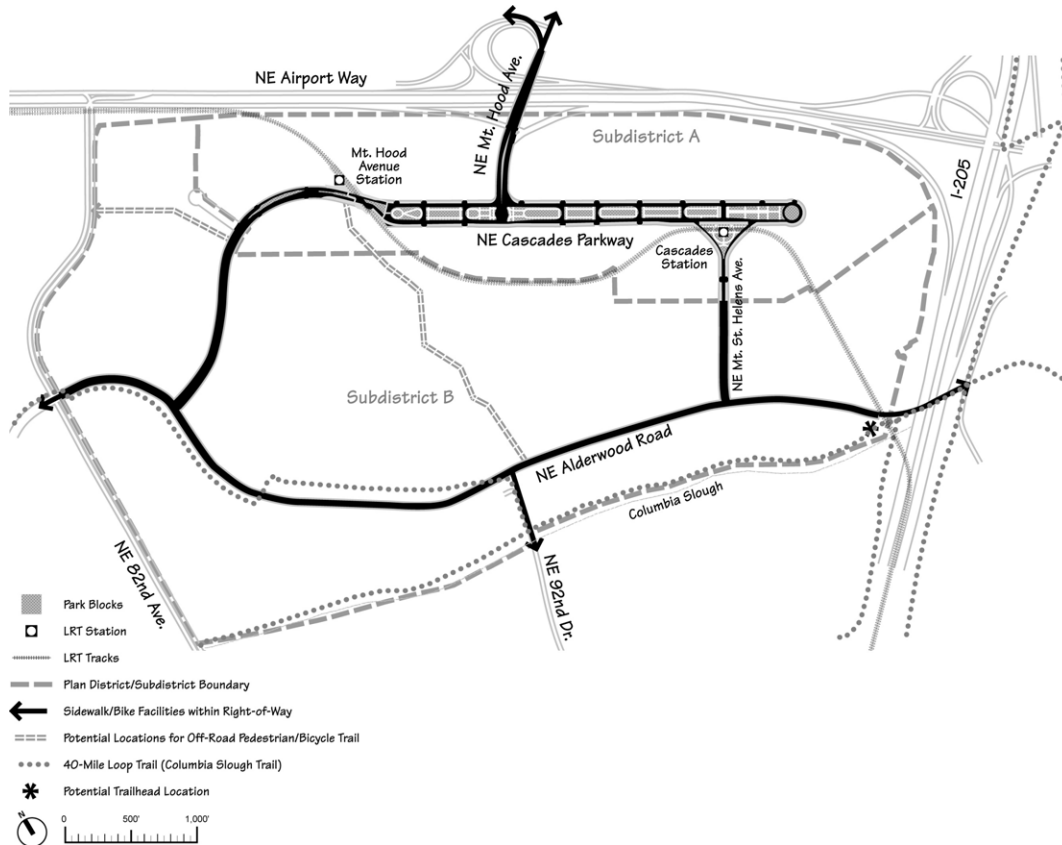 NE Airport Way
NE Mt. Hood Ave.
Subdistrict A
I-205
Mt. Hood
Avenue
Station
NE Cascades Parkway
Cascades
Station
NE Mt. St. Helens Ave.
Subdistrict B
NE Alderwood Road
Columbia Slough
NE 82nd Ave.
NE 92nd Dr.
Park Blocks
LRT Station
LRT Tracks
Plan District/Subdistrict Boundary
Sidewalk/Bike Facilities within Right-of-Way
Potential Locations for Off-Road Pedestrian/Bicycle Trail
40-Mile Loop Trail (Columbia Slough Trail)
Potential Trailhead Location
N
0 500' 1,000'